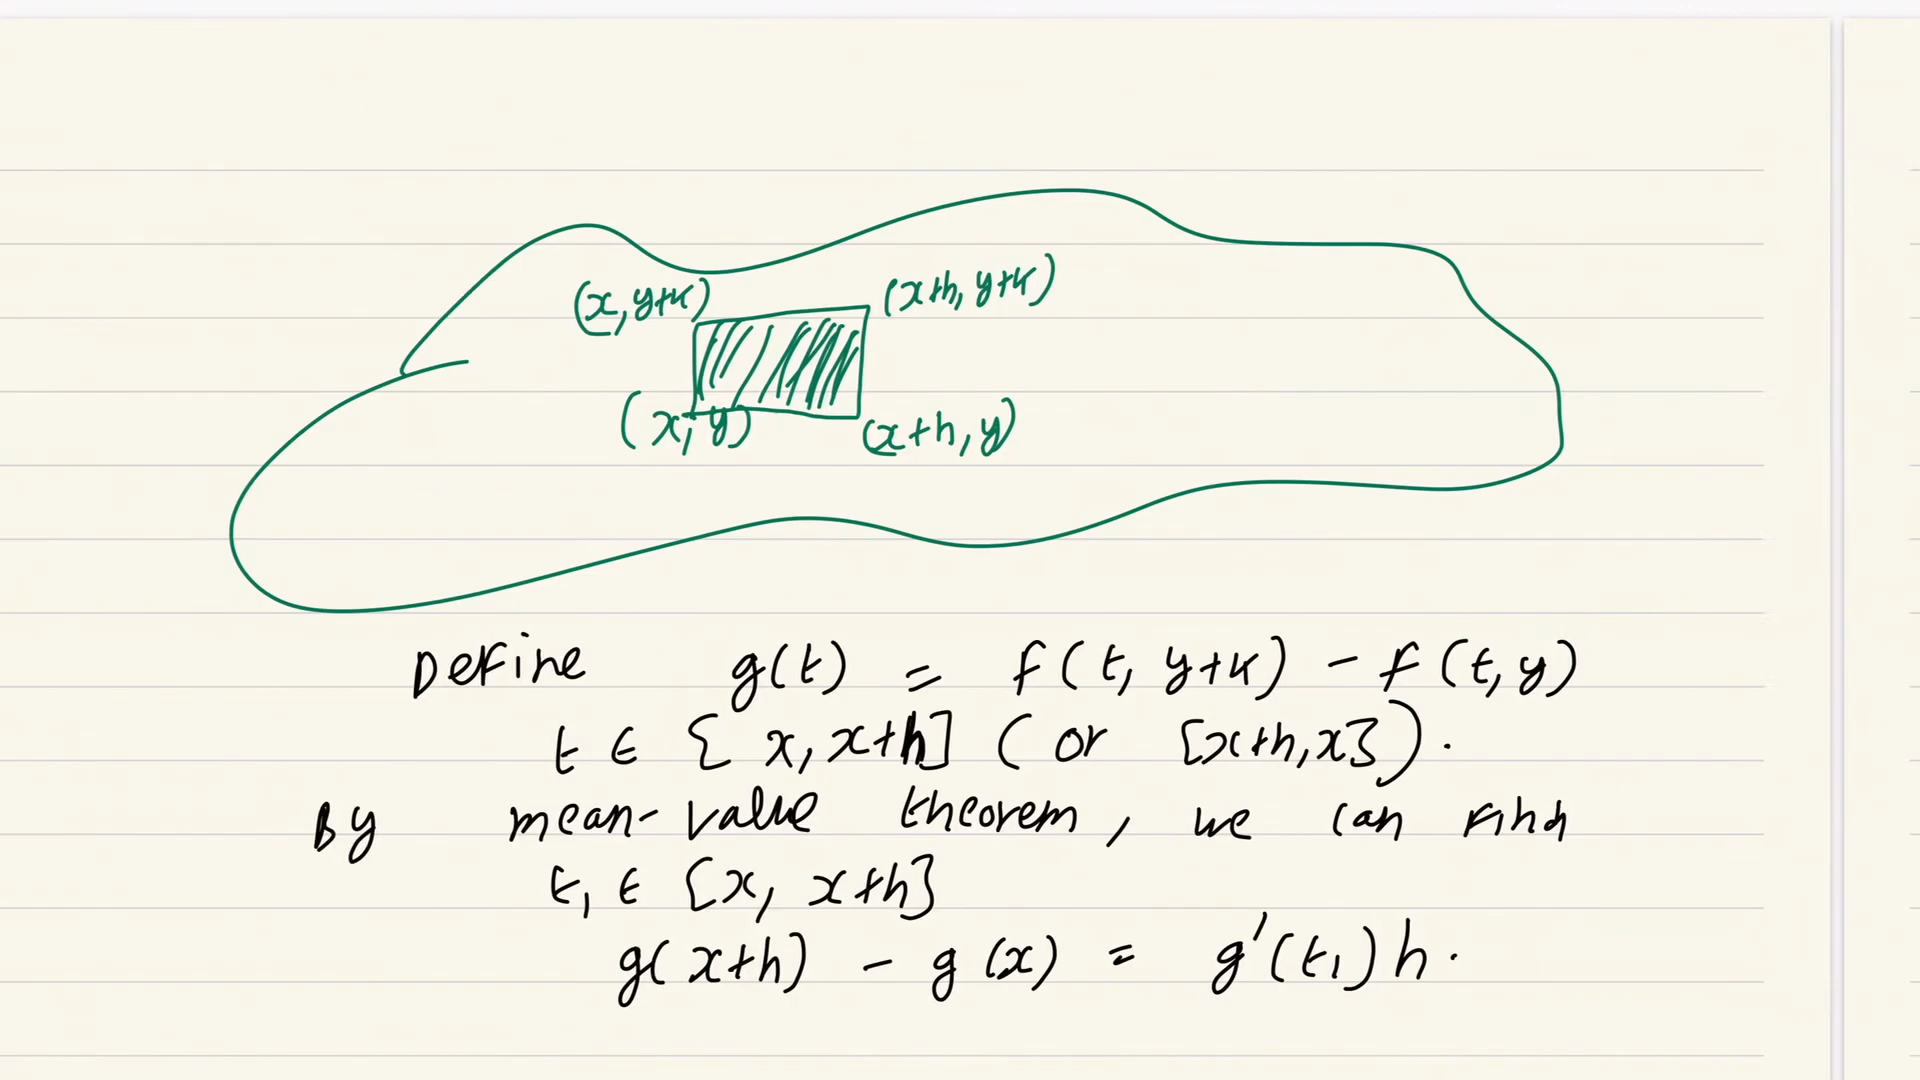 (x, y+k) (x+h, y+k)
(x, y) (x+h, y)
Define g(t) = f(t, y+k) - f(t, y)
t ∈ [x, x+h] (or [x+h, x]).
By mean-value theorem, we can find
t₁ ∈ [x, x+h]
g(x+h) - g(x) = g'(t₁)h.